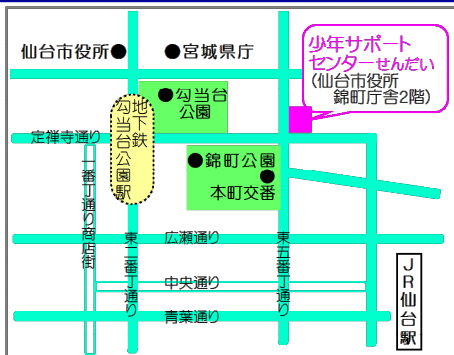 仙台市役所●
●宮城県庁
少年サポート
センターせんだい
(仙台市役所
錦町庁舎2階)
●勾当台
公園
地下鉄
勾当台公園駅
定禅寺通り
●錦町公園
●
本町交番
一番丁通り商店街
広瀬通り
東二番丁通り
東五番丁通り
中央通り
青葉通り
JR仙台駅